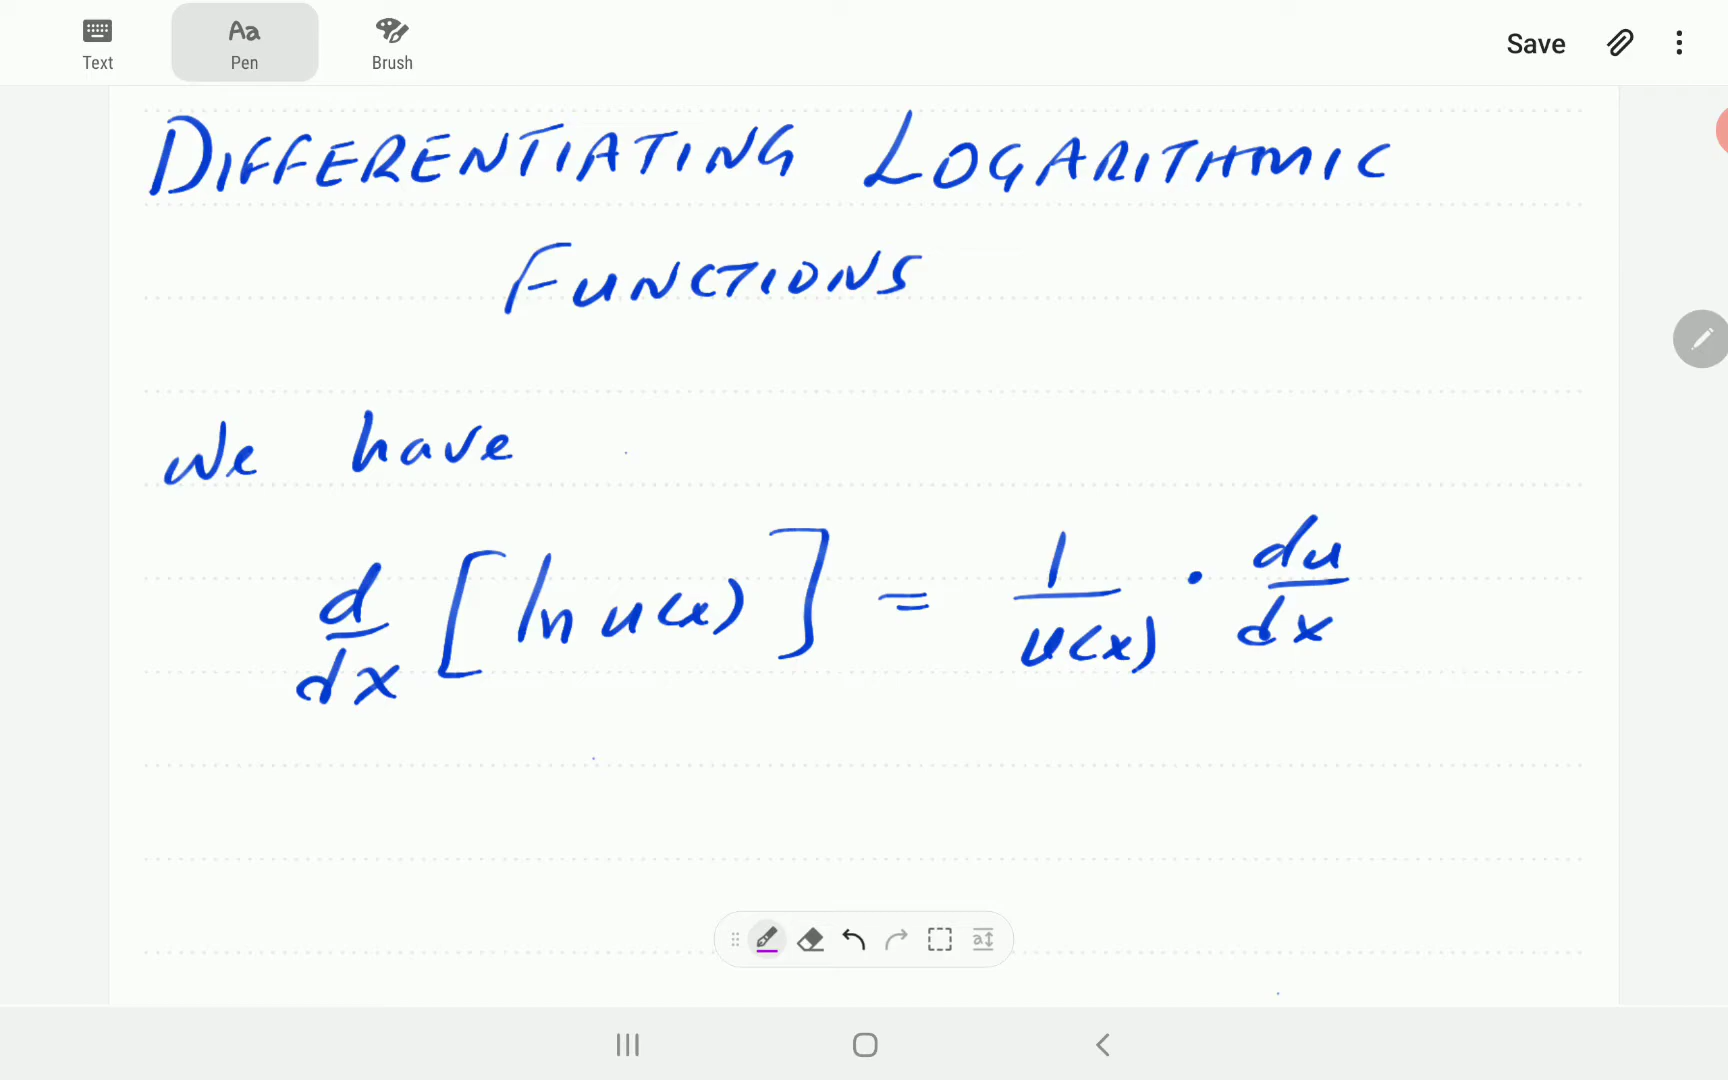 Text Pen Brush Save
DIFFERENTIATING LOGARITHMIC
FUNCTIONS
We have
d/dx [ln u(x)] = 1/u(x) · du/dx